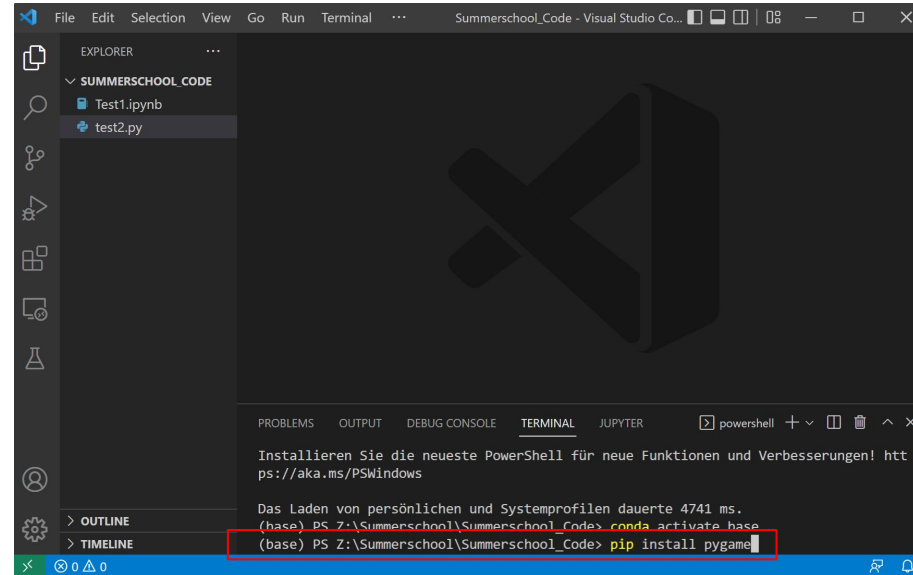 File Edit Selection View Go Run Terminal ··· Summerschool_Code - Visual Studio Co...
EXPLORER ···
SUMMERSCHOOL_CODE
Test1.ipynb
test2.py
PROBLEMS OUTPUT DEBUG CONSOLE TERMINAL JUPYTER powershell
Installieren Sie die neueste PowerShell für neue Funktionen und Verbesserungen! htt
ps://aka.ms/PSWindows
Das Laden von persönlichen und Systemprofilen dauerte 4741 ms.
(base) PS Z:\Summerschool\Summerschool_Code> conda activate base
(base) PS Z:\Summerschool\Summerschool_Code> pip install pygame
OUTLINE
TIMELINE
0 0